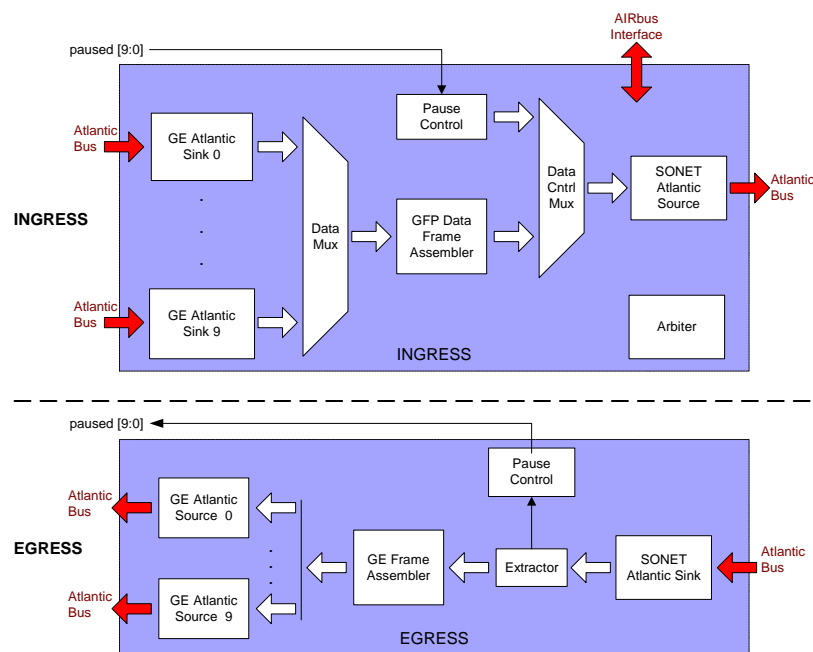 AIRbus
Interface
paused [9:0]
Atlantic
Bus
GE Atlantic
Sink 0
Pause
Control
Data
Cntrl
Mux
SONET
Atlantic
Source
Atlantic
Bus
INGRESS
.
.
.
.
Data
Mux
GFP Data
Frame
Assembler
Atlantic
Bus
GE Atlantic
Sink 9
Arbiter
INGRESS
paused [9:0]
Pause
Control
Atlantic
Bus
GE Atlantic
Source 0
EGRESS
.
.
.
.
GE Frame
Assembler
Extractor
SONET
Atlantic Sink
Atlantic
Bus
Atlantic
Bus
GE Atlantic
Source 9
EGRESS